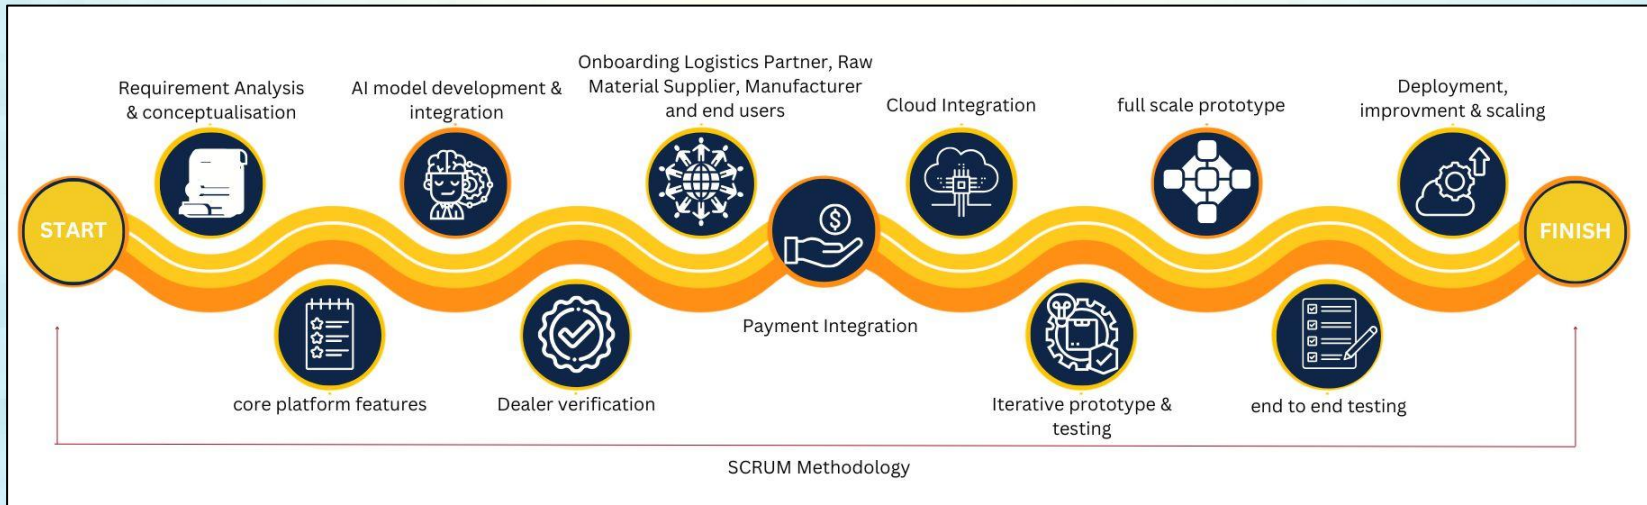 START
Requirement Analysis
& conceptualisation
core platform features
AI model development &
integration
Dealer verification
Onboarding Logistics Partner, Raw
Material Supplier, Manufacturer
and end users
$
Payment Integration
Cloud Integration
Iterative prototype &
testing
full scale prototype
end to end testing
Deployment,
improvment & scaling
FINISH
SCRUM Methodology